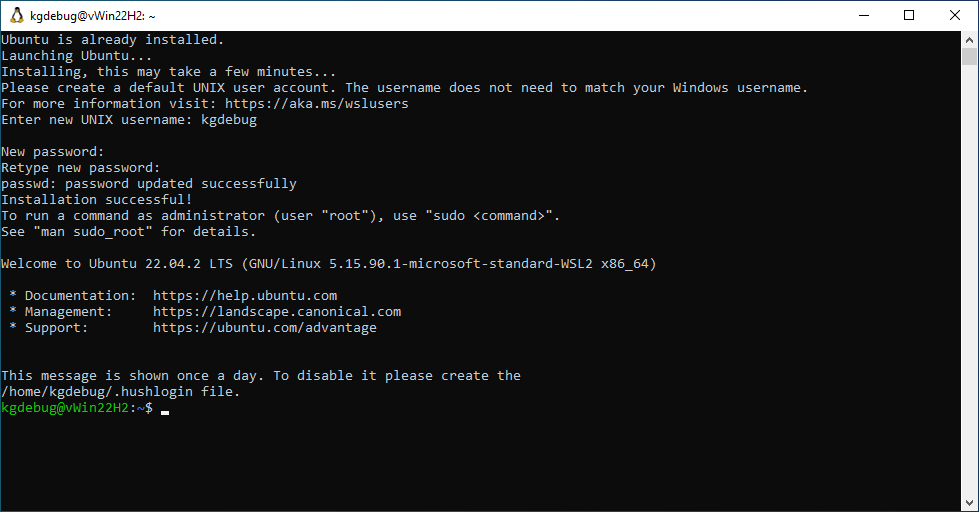 kgdebug@vWin22H2: ~
Ubuntu is already installed.
Launching Ubuntu...
Installing, this may take a few minutes...
Please create a default UNIX user account. The username does not need to match your Windows username.
For more information visit: https://aka.ms/wslusers
Enter new UNIX username: kgdebug
New password:
Retype new password:
passwd: password updated successfully
Installation successful!
To run a command as administrator (user "root"), use "sudo <command>".
See "man sudo_root" for details.
Welcome to Ubuntu 22.04.2 LTS (GNU/Linux 5.15.90.1-microsoft-standard-WSL2 x86_64)
* Documentation:  https://help.ubuntu.com
* Management:     https://landscape.canonical.com
* Support:        https://ubuntu.com/advantage
This message is shown once a day. To disable it please create the
/home/kgdebug/.hushlogin file.
kgdebug@vWin22H2:~$